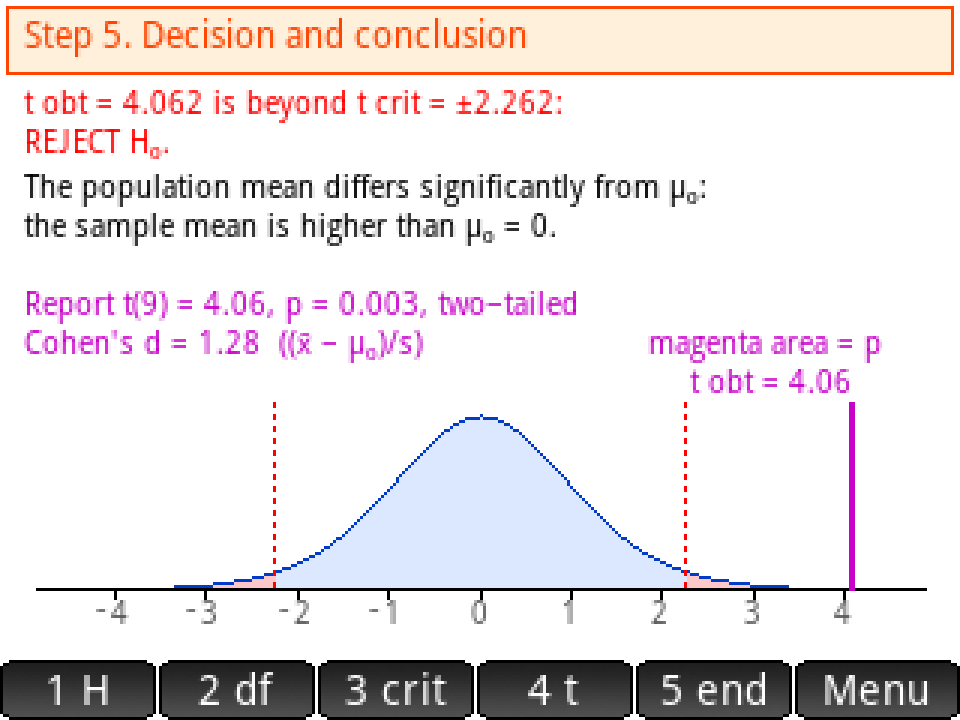 Step 5. Decision and conclusion
t obt = 4.062 is beyond t crit = ±2.262:
REJECT H₀.
The population mean differs significantly from μ₀:
the sample mean is higher than μ₀ = 0.
Report t(9) = 4.06, p = 0.003, two−tailed
Cohen's d = 1.28 ((x̄ − μ₀)/s)
magenta area = p
t obt = 4.06
-4 -3 -2 -1 0 1 2 3 4
1 H 2 df 3 crit 4 t 5 end Menu